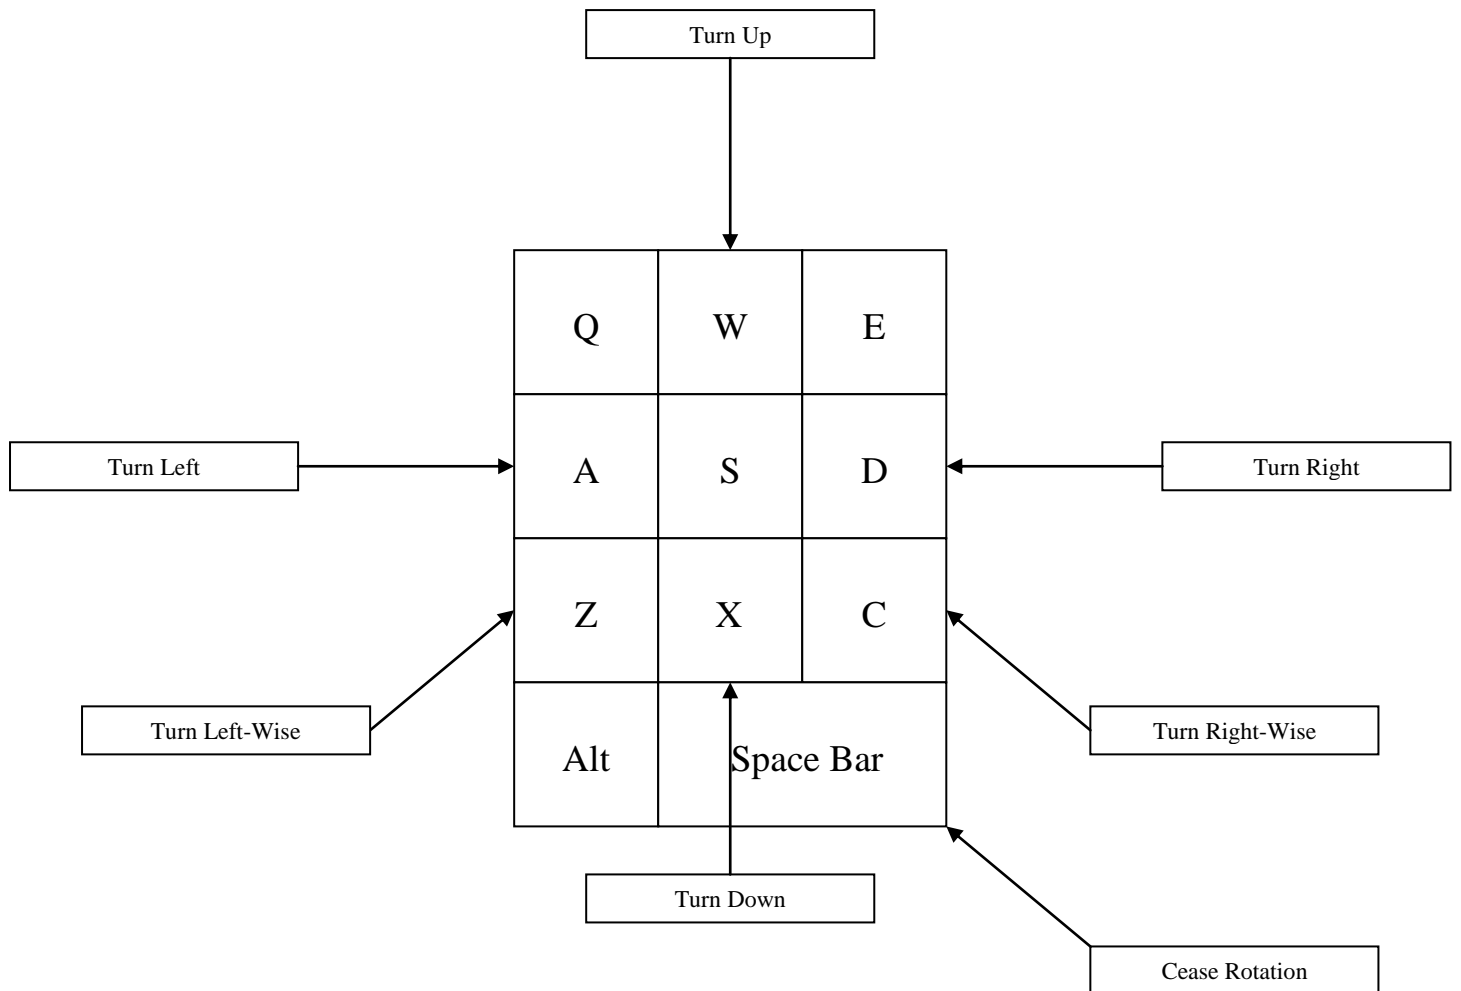 Turn Up
Q W E
Turn Left A S D Turn Right
Z X C
Turn Left-Wise Turn Right-Wise
Alt Space Bar
Turn Down
Cease Rotation